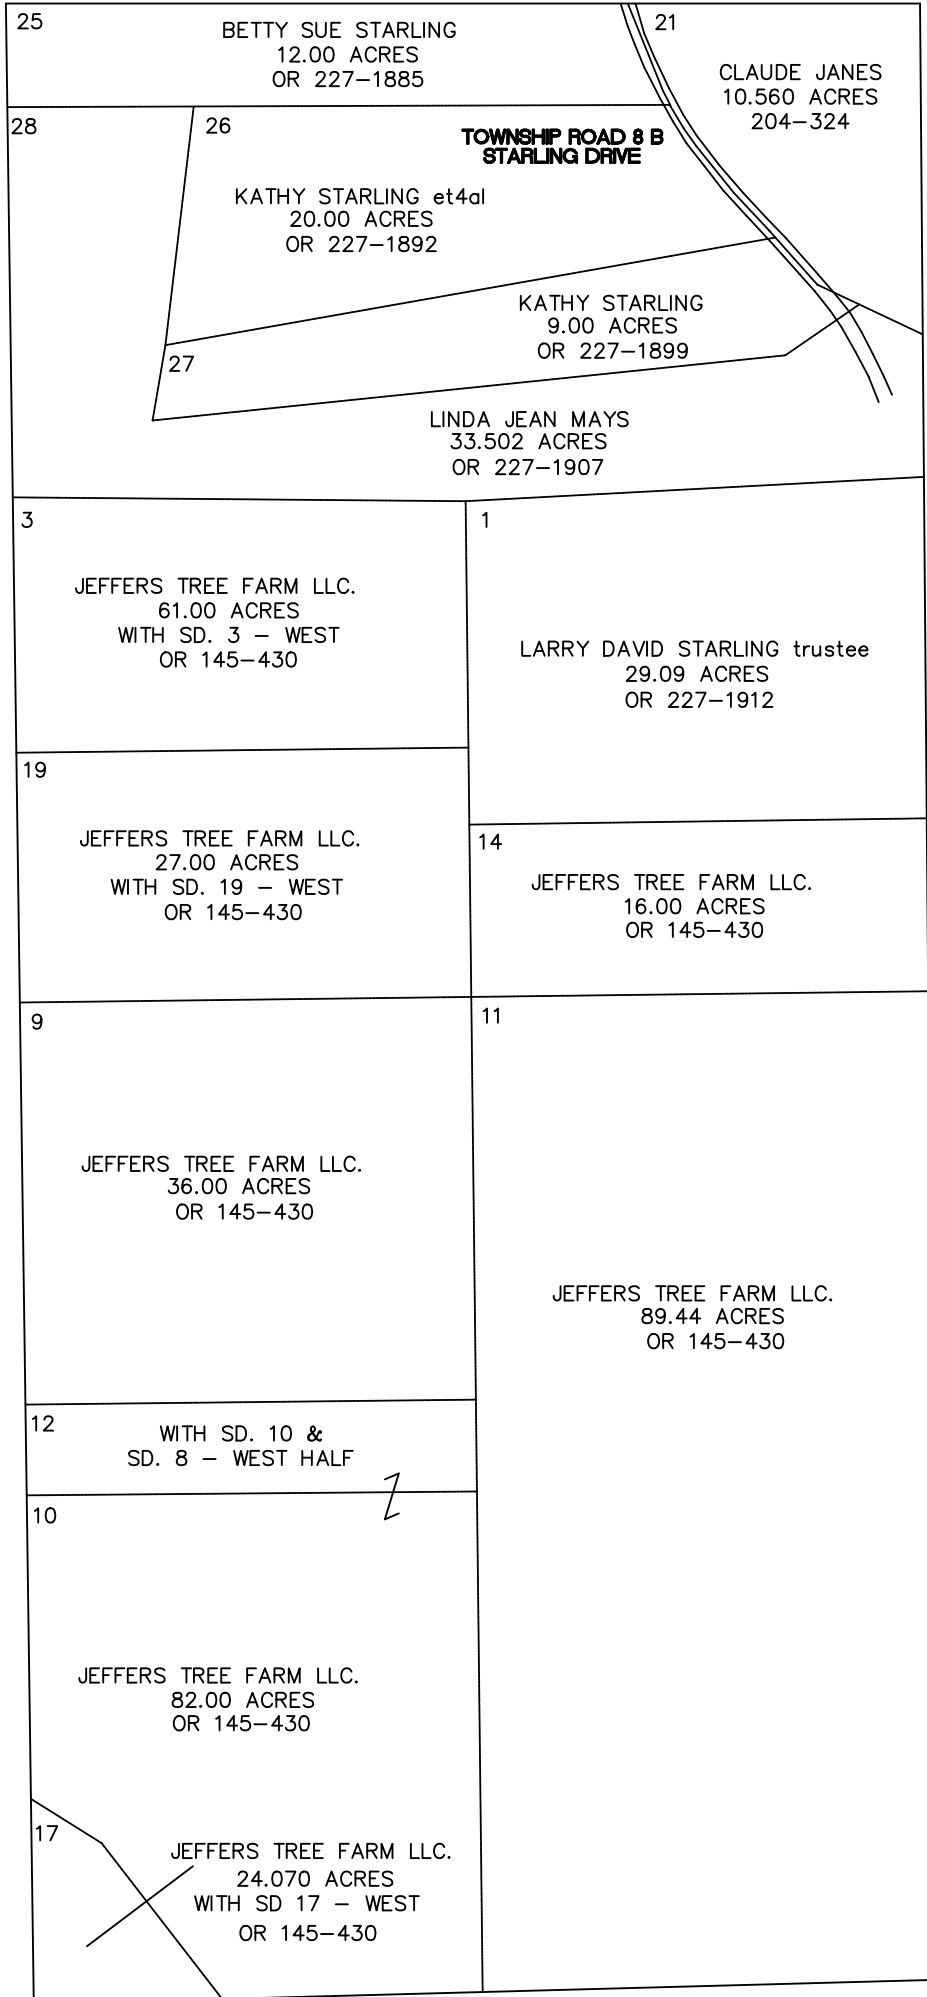 25
BETTY SUE STARLING
12.00 ACRES
OR 227-1885
21
CLAUDE JANES
10.560 ACRES
204-324
28
26
TOWNSHIP ROAD 8 B
STARLING DRIVE
KATHY STARLING et4al
20.00 ACRES
OR 227-1892
KATHY STARLING
9.00 ACRES
OR 227-1899
27
LINDA JEAN MAYS
33.502 ACRES
OR 227-1907
3
JEFFERS TREE FARM LLC.
61.00 ACRES
WITH SD. 3 - WEST
OR 145-430
1
LARRY DAVID STARLING trustee
29.09 ACRES
OR 227-1912
19
JEFFERS TREE FARM LLC.
27.00 ACRES
WITH SD. 19 - WEST
OR 145-430
14
JEFFERS TREE FARM LLC.
16.00 ACRES
OR 145-430
9
JEFFERS TREE FARM LLC.
36.00 ACRES
OR 145-430
11
JEFFERS TREE FARM LLC.
89.44 ACRES
OR 145-430
12
WITH SD. 10 &
SD. 8 - WEST HALF
10
JEFFERS TREE FARM LLC.
82.00 ACRES
OR 145-430
17
JEFFERS TREE FARM LLC.
24.070 ACRES
WITH SD 17 - WEST
OR 145-430